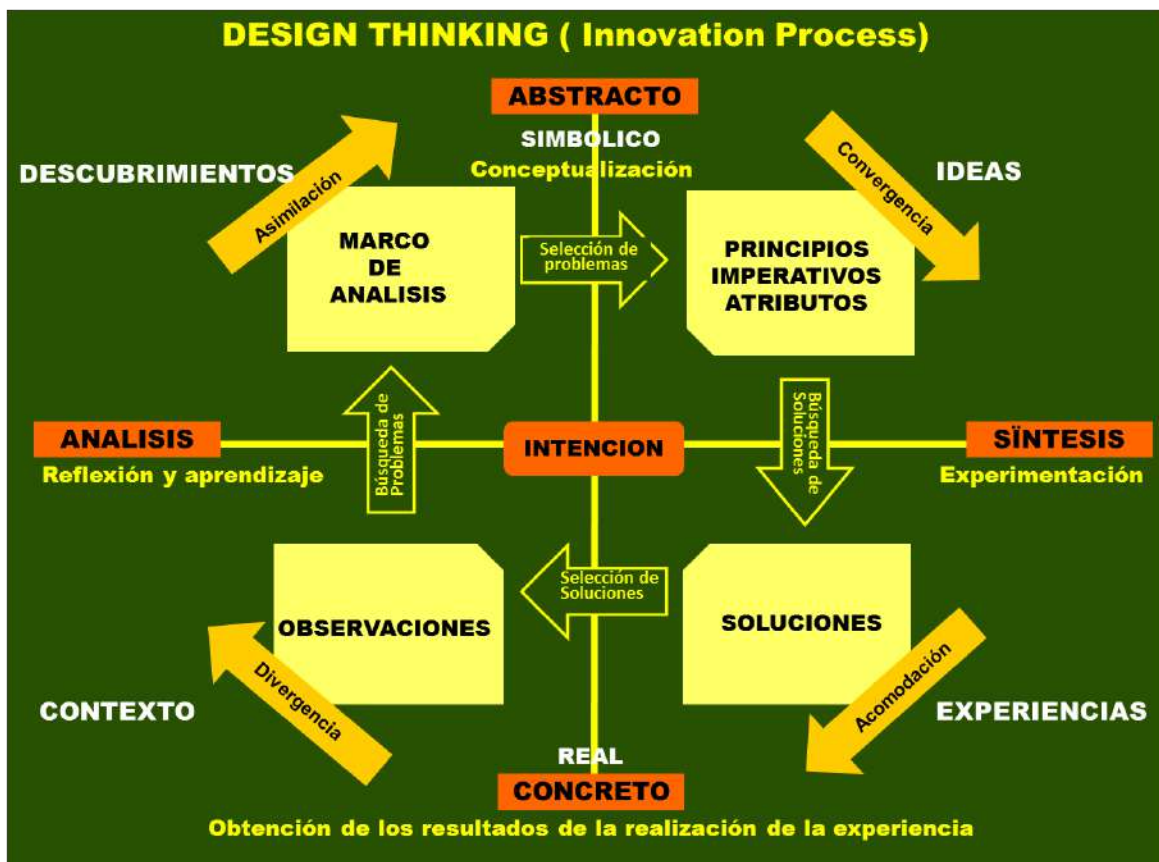 DESIGN THINKING ( Innovation Process)
ABSTRACTO
SIMBOLICO
Conceptualización
DESCUBRIMIENTOS
Asimilación
Convergencia
IDEAS
MARCO
DE
ANALISIS
Selección de
problemas
PRINCIPIOS
IMPERATIVOS
ATRIBUTOS
Búsqueda de
Problemas
Búsqueda de
Soluciones
ANALISIS
Reflexión y aprendizaje
INTENCION
SÏNTESIS
Experimentación
OBSERVACIONES
Selección de
Soluciones
SOLUCIONES
CONTEXTO
Divergencia
Acomodación
EXPERIENCIAS
REAL
CONCRETO
Obtención de los resultados de la realización de la experiencia